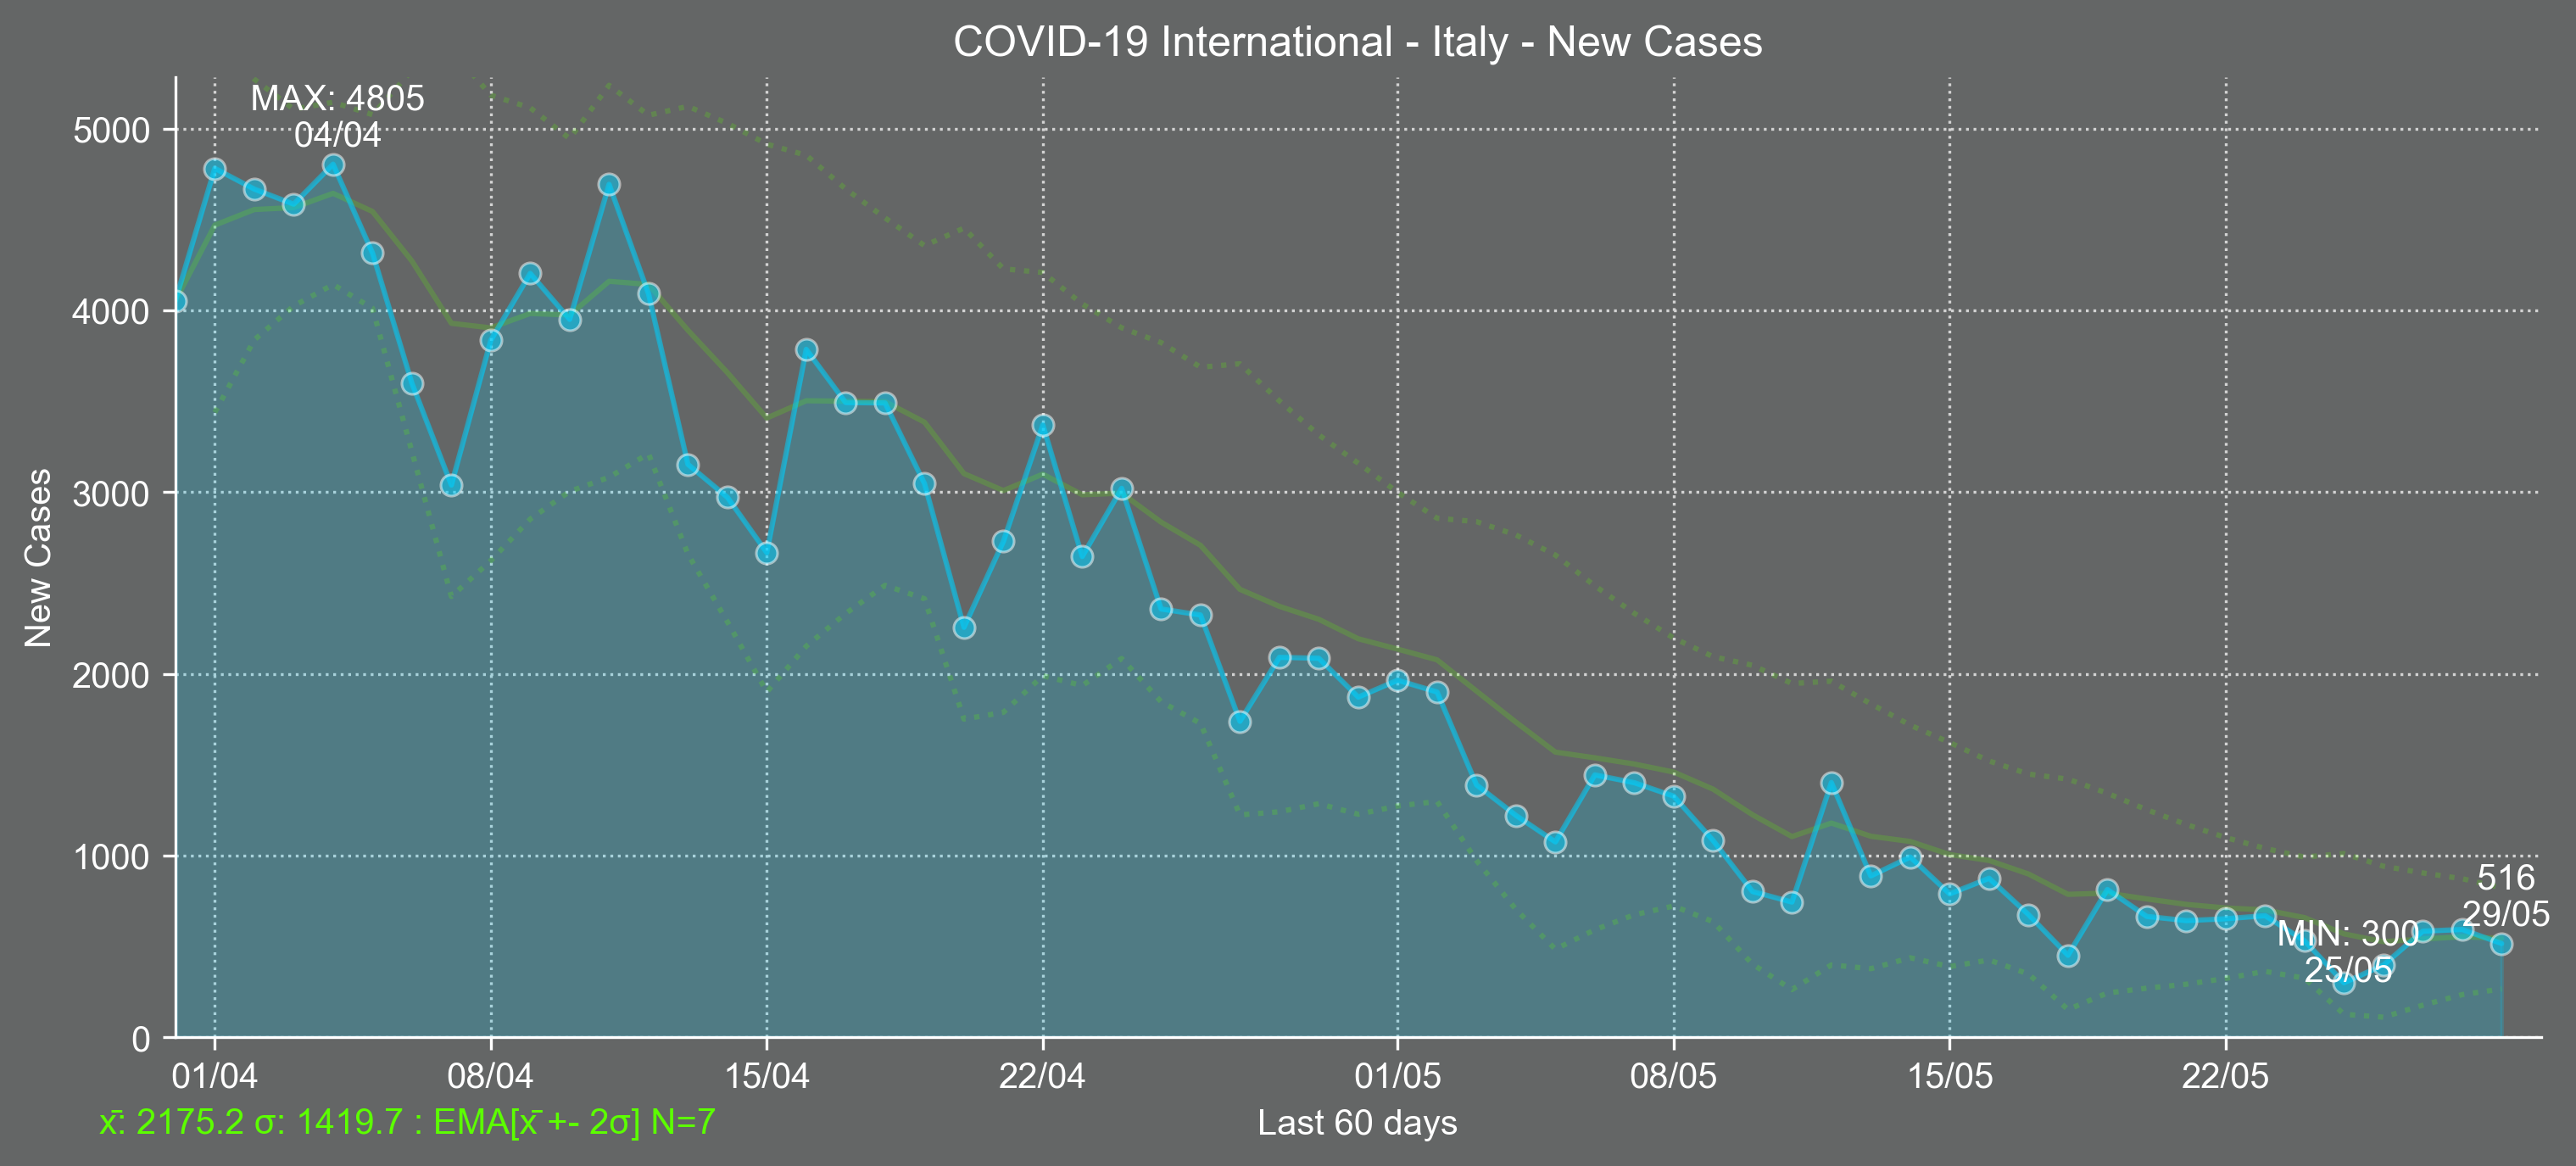 COVID-19 International - Italy - New Cases
MAX: 4805
04/04
5000
4000
3000
2000
1000
0
New Cases
516
29/05
MIN: 300
25/05
01/04 08/04 15/04 22/04 01/05 08/05 15/05 22/05
x̄: 2175.2 σ: 1419.7 : EMA[x̄ +- 2σ] N=7
Last 60 days